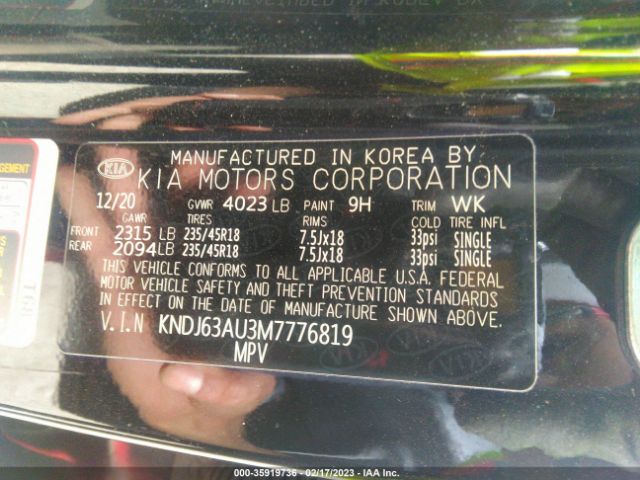 MANUFACTURED IN KOREA BY
KIA KIA MOTORS CORPORATION
12/20 GVWR 4023 LB PAINT 9H TRIM WK
GAWR TIRES RIMS COLD TIRE INFL
FRONT 2315 LB 235/45R18 7.5Jx18 33psi SINGLE
REAR 2094 LB 235/45R18 7.5Jx18 33psi SINGLE
THIS VEHICLE CONFORMS TO ALL APPLICABLE U.S.A. FEDERAL
MOTOR VEHICLE SAFETY AND THEFT PREVENTION STANDARDS
IN EFFECT ON THE DATE OF MANUFACTURE SHOWN ABOVE.
V.I.N KNDJ63AU3M7776819
MPV
000-35919736 - 02/17/2023 - IAA Inc.